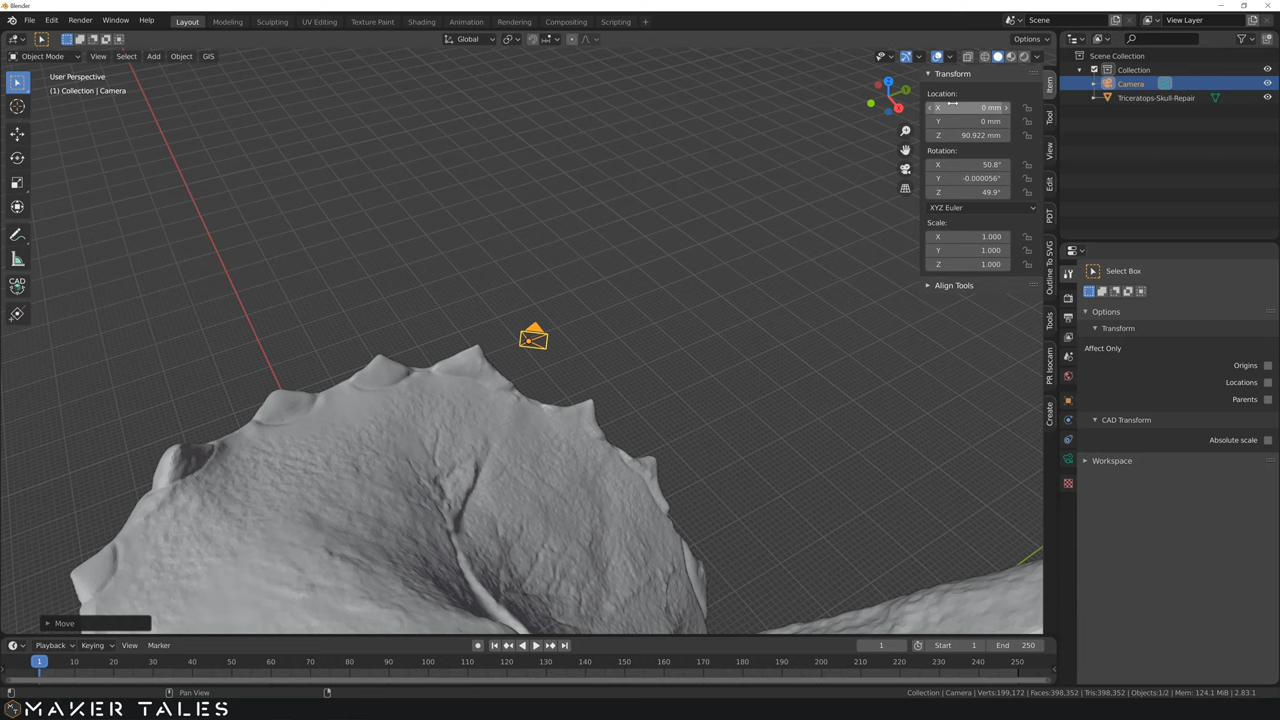 Blender
File Edit Render Window Help Layout Modeling Sculpting UV Editing Texture Paint Shading Animation Rendering Compositing Scripting + Scene View Layer
Global Options
Object Mode View Select Add Object GIS
User Perspective
(1) Collection | Camera
Transform
Location:
X 0 mm
Y 0 mm
Z 90.922 mm
Rotation:
X 50.8°
Y -0.000056°
Z 49.9°
XYZ Euler
Scale:
X 1.000
Y 1.000
Z 1.000
Align Tools
Item
Tool
View
Edit
PDT
Outline To SVG
Tools
PR Isocam
Create
X
Y
Z
CAD
Scene Collection
Collection
Camera
Triceratops-Skull-Repair
Select Box
Options
Transform
Affect Only
Origins
Locations
Parents
CAD Transform
Absolute scale
Workspace
Move
Playback Keying View Marker 1 Start 1 End 250
1 10 20 30 40 50 60 70 80 90 100 110 120 130 140 150 160 170 180 190 200 210 220 230 240 250
Pan View
Collection | Camera | Verts:199,172 | Faces:398,352 | Tris:398,352 | Objects:1/2 | Mem: 124.1 MiB | 2.83.1
MAKER TALES